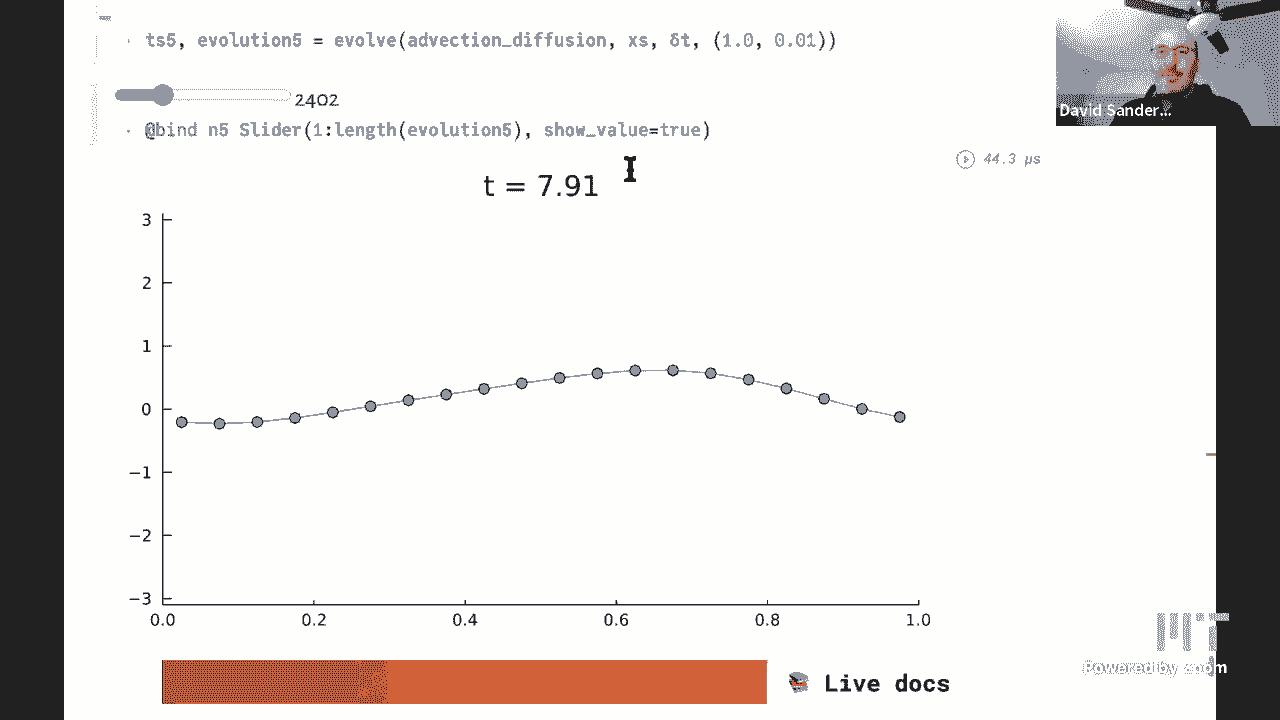 ts5, evolution5 = evolve(advection_diffusion, xs, δt, (1.0, 0.01))
2402
@bind n5 Slider(1:length(evolution5), show_value=true)
David Sander...
44.3 μs
t = 7.91
3
2
1
0
−1
−2
−3
0.0 0.2 0.4 0.6 0.8 1.0
MIT
Powered by zoom
Live docs